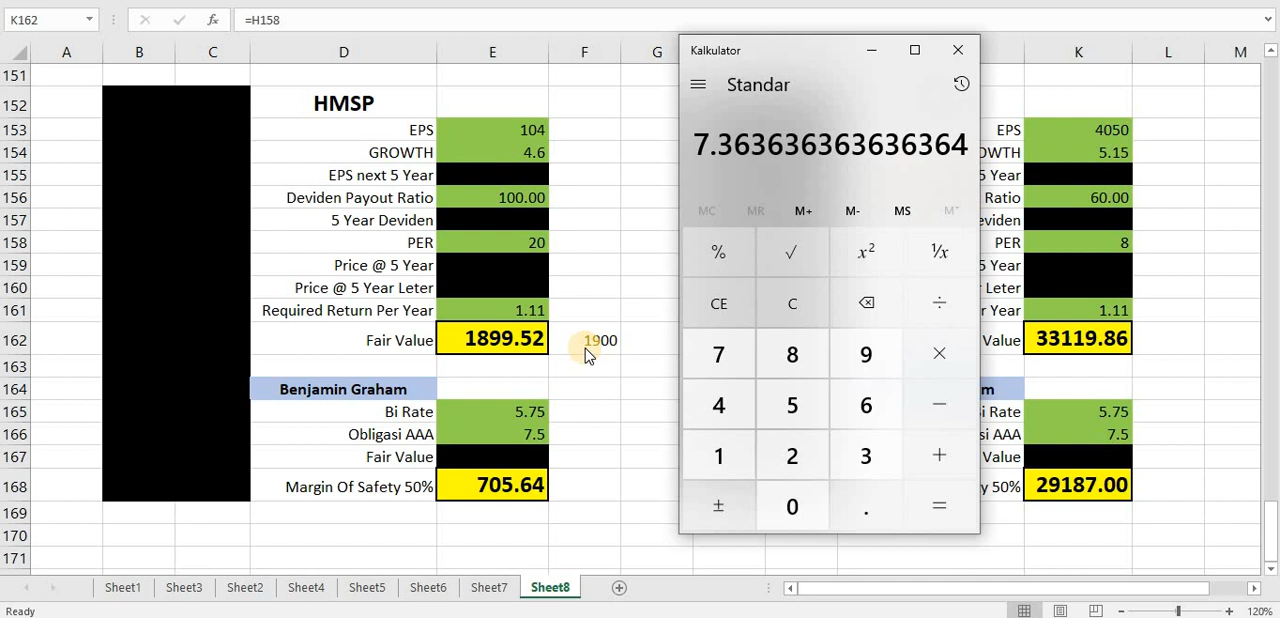 K162 fx =H158
Kalkulator
Standar
7.363636363636364
MC MR M+ M- MS M˅
% √ x² ¹/x
CE C ⌫ ÷
7 8 9 ×
4 5 6 −
1 2 3 +
± 0 . =
A B C D E F G K L M
151
152 HMSP
153 EPS 104 EPS 4050
154 GROWTH 4.6 OWTH 5.15
155 EPS next 5 Year 5 Year
156 Deviden Payout Ratio 100.00 Ratio 60.00
157 5 Year Deviden eviden
158 PER 20 PER 8
159 Price @ 5 Year 5 Year
160 Price @ 5 Year Leter Leter
161 Required Return Per Year 1.11 er Year 1.11
162 Fair Value 1899.52 1900 Value 33119.86
163
164 Benjamin Graham m
165 Bi Rate 5.75 Bi Rate 5.75
166 Obligasi AAA 7.5 si AAA 7.5
167 Fair Value Value
168 Margin Of Safety 50% 705.64 y 50% 29187.00
169
170
171
Sheet1 Sheet3 Sheet2 Sheet4 Sheet5 Sheet6 Sheet7 Sheet8
Ready 120%